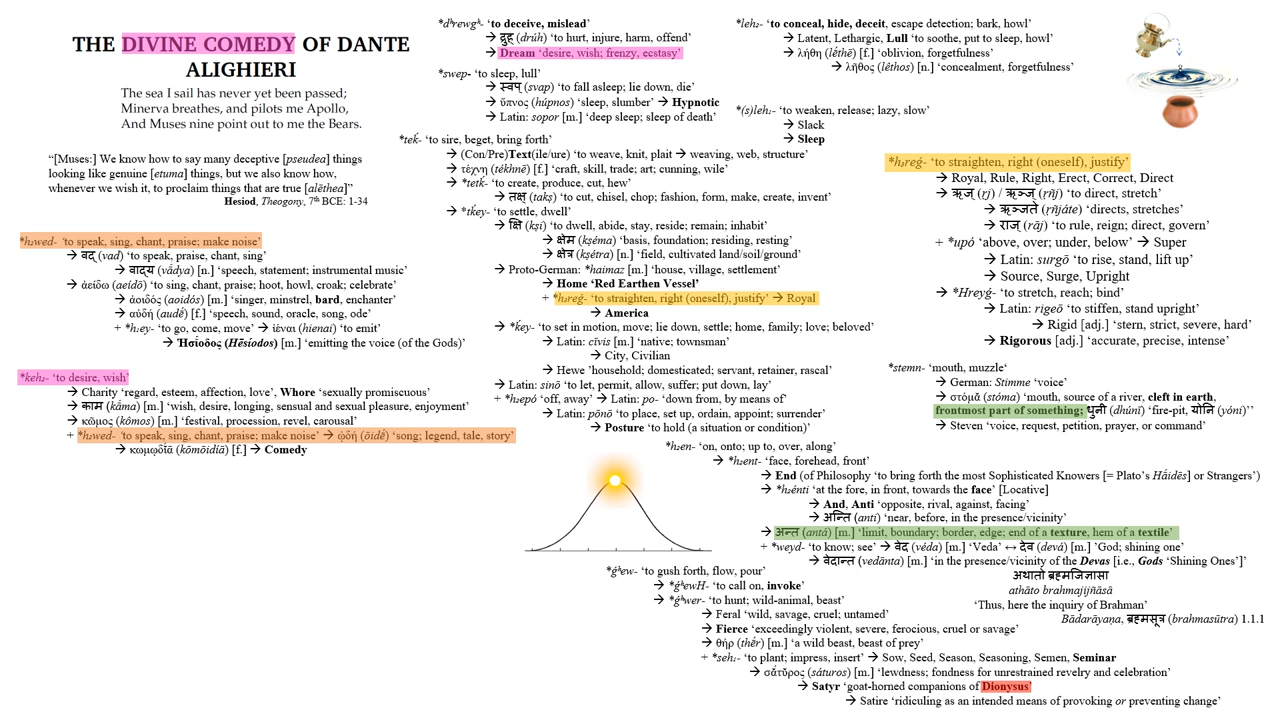 THE DIVINE COMEDY OF DANTE
ALIGHIERI
The sea I sail has never yet been passed;
Minerva breathes, and pilots me Apollo,
And Muses nine point out to me the Bears.
“[Muses:] We know how to say many deceptive [pseudea] things
looking like genuine [etuma] things, but we also know how,
whenever we wish it, to proclaim things that are true [alēthea]”
Hesiod, Theogony, 7th BCE: 1-34
*h₂wed- ‘to speak, sing, chant, praise; make noise’
→ वद् (vad) ‘to speak, praise, chant, sing’
→ वाद्य (vā́dya) [n.] ‘speech, statement; instrumental music’
→ ἀείδω (aeídō) ‘to sing, chant, praise; hoot, howl, croak; celebrate’
→ ἀοιδός (aoidós) [m.] ‘singer, minstrel, bard, enchanter’
→ αὐδή (audḗ) [f.] ‘speech, sound, oracle, song, ode’
+ *h₁ey- ‘to go, come, move’ → ἱέναι (hienai) ‘to emit’
→ Ἡσίοδος (Hēsíodos) [m.] ‘emitting the voice (of the Gods)’
*keh₂- ‘to desire, wish’
→ Charity ‘regard, esteem, affection, love’, Whore ‘sexually promiscuous’
→ काम (kā́ma) [m.] ‘wish, desire, longing, sensual and sexual pleasure, enjoyment’
→ κῶμος (kômos) [m.] ‘festival, procession, revel, carousal’
+ *h₂wed- ‘to speak, sing, chant, praise; make noise’ → ᾠδή (ōidḗ) ‘song; legend, tale, story’
→ κωμῳδῐ́ᾱ (kōmōidíā) [f.] → Comedy
*dʰrewgʰ- ‘to deceive, mislead’
→ द्रुह् (drúh) ‘to hurt, injure, harm, offend’
→ Dream ‘desire, wish; frenzy, ecstasy’
*swep- ‘to sleep, lull’
→ स्वप् (svap) ‘to fall asleep; lie down, die’
→ ὕπνος (húpnos) ‘sleep, slumber’ → Hypnotic
→ Latin: sopor [m.] ‘deep sleep; sleep of death’
*teḱ- ‘to sire, beget, bring forth’
→ (Con/Pre)Text(ile/ure) ‘to weave, knit, plait → weaving, web, structure’
→ τέχνη (tékhnē) [f.] ‘craft, skill, trade; art; cunning, wile’
→ *tetḱ- ‘to create, produce, cut, hew’
→ तक्ष् (takṣ) ‘to cut, chisel, chop; fashion, form, make, create, invent’
→ *tḱey- ‘to settle, dwell’
→ क्षि (kṣi) ‘to dwell, abide, stay, reside; remain; inhabit’
→ क्षेम (kṣéma) ‘basis, foundation; residing, resting’
→ क्षेत्र (kṣétra) [n.] ‘field, cultivated land/soil/ground’
→ Proto-German: *haimaz [m.] ‘house, village, settlement’
→ Home ‘Red Earthen Vessel’
+ *h₃reǵ- ‘to straighten, right (oneself), justify’ → Royal
→ America
→ *ḱey- ‘to set in motion, move; lie down, settle; home, family; love; beloved’
→ Latin: cīvis [m.] ‘native; townsman’
→ City, Civilian
→ Hewe ’household; domesticated; servant, retainer, rascal’
→ Latin: sinō ‘to let, permit, allow, suffer; put down, lay’
+ *h₂epó ‘off, away’ → Latin: po- ‘down from, by means of’
→ Latin: pōnō ‘to place, set up, ordain, appoint; surrender’
→ Posture ‘to hold (a situation or condition)’
*leh₂- ‘to conceal, hide, deceit, escape detection; bark, howl’
→ Latent, Lethargic, Lull ‘to soothe, put to sleep, howl’
→ λήθη (lḗthē) ‘oblivion, forgetfulness’
→ λῆθος (lêthos) [n.] ‘concealment, forgetfulness’
*(s)leh₁- ‘to weaken, release; lazy, slow’
→ Slack
→ Sleep
*h₃reǵ- ‘to straighten, right (oneself), justify’
→ Royal, Rule, Right, Erect, Correct, Direct
→ ऋज् (ṛj) / ऋञ्ज् (ṛñj) ‘to direct, stretch’
→ ऋञ्जते (ṛñjáte) ‘directs, stretches’
→ राज् (rāj) ‘to rule, reign; direct, govern’
+ *upó ‘above, over; under, below’ → Super
→ Latin: surgō ‘to rise, stand, lift up’
→ Source, Surge, Upright
→ *Hreyǵ- ‘to stretch, reach; bind’
→ Latin: rigeō ‘to stiffen, stand upright’
→ Rigid [adj.] ‘stern, strict, severe, hard’
→ Rigorous [adj.] ‘accurate, precise, intense’
*stemn- ‘mouth, muzzle‘
→ German: Stimme ‘voice’
→ στόμᾰ (stóma) ‘mouth, source of a river, cleft in earth,
frontmost part of something; धुनी (dhúnī) ‘fire-pit, योनि (yóni)’’
→ Steven ‘voice, request, petition, prayer, or command’
*h₂en- ‘on, onto; up to, over, along’
→ *h₂ent- ‘face, forehead, front’
→ End (of Philosophy ‘to bring forth the most Sophisticated Knowers [= Plato’s Hā́idēs] or Strangers’)
→ *h₂énti ‘at the fore, in front, towards the face’ [Locative]
→ And, Anti ‘opposite, rival, against, facing’
→ अन्ति (anti) ‘near, before, in the presence/vicinity’
→ अन्त (antá) [m.] ‘limit, boundary; border, edge; end of a texture, hem of a textile’
+ *weyd- ‘to know; see’ → वेद (véda) [m.] ‘Veda’ ↔ देव (devá) [m.] ’God; shining one’
→ वेदान्त (vedānta) [m.] ‘in the presence/vicinity of the Devas [i.e., Gods ‘Shining Ones’]’
अथातो ब्रह्मजिज्ञासा
athāto brahmajijñāsā
‘Thus, here the inquiry of Brahman’
Bādarāyaṇa, ब्रह्मसूत्र (brahmasūtra) 1.1.1
*ǵʰew- ‘to gush forth, flow, pour’
→ *ǵʰewH- ‘to call on, invoke’
→ *ǵʰwer- ‘to hunt; wild-animal, beast’
→ Feral ‘wild, savage, cruel; untamed’
→ Fierce ‘exceedingly violent, severe, ferocious, cruel or savage’
→ θήρ (thḗr) [m.] ‘a wild beast, beast of prey’
+ *seh₁- ‘to plant; impress, insert’ → Sow, Seed, Season, Seasoning, Semen, Seminar
→ σᾰ́τῠρος (sáturos) [m.] ‘lewdness; fondness for unrestrained revelry and celebration’
→ Satyr ‘goat-horned companions of Dionysus’
→ Satire ‘ridiculing as an intended means of provoking or preventing change’